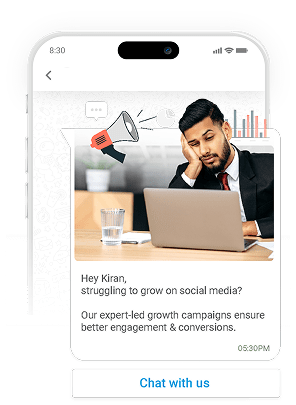 8:30
Hey Kiran,
struggling to grow on social media?
Our expert-led growth campaigns ensure
better engagement & conversions.
05:30PM
Chat with us